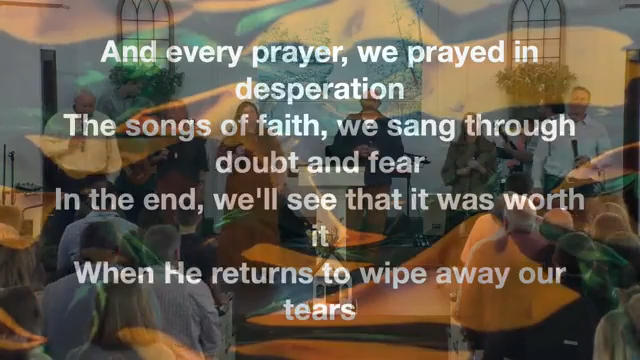 And every prayer, we prayed in
desperation
The songs of faith, we sang through
doubt and fear
In the end, we'll see that it was worth
it
When He returns to wipe away our
tears